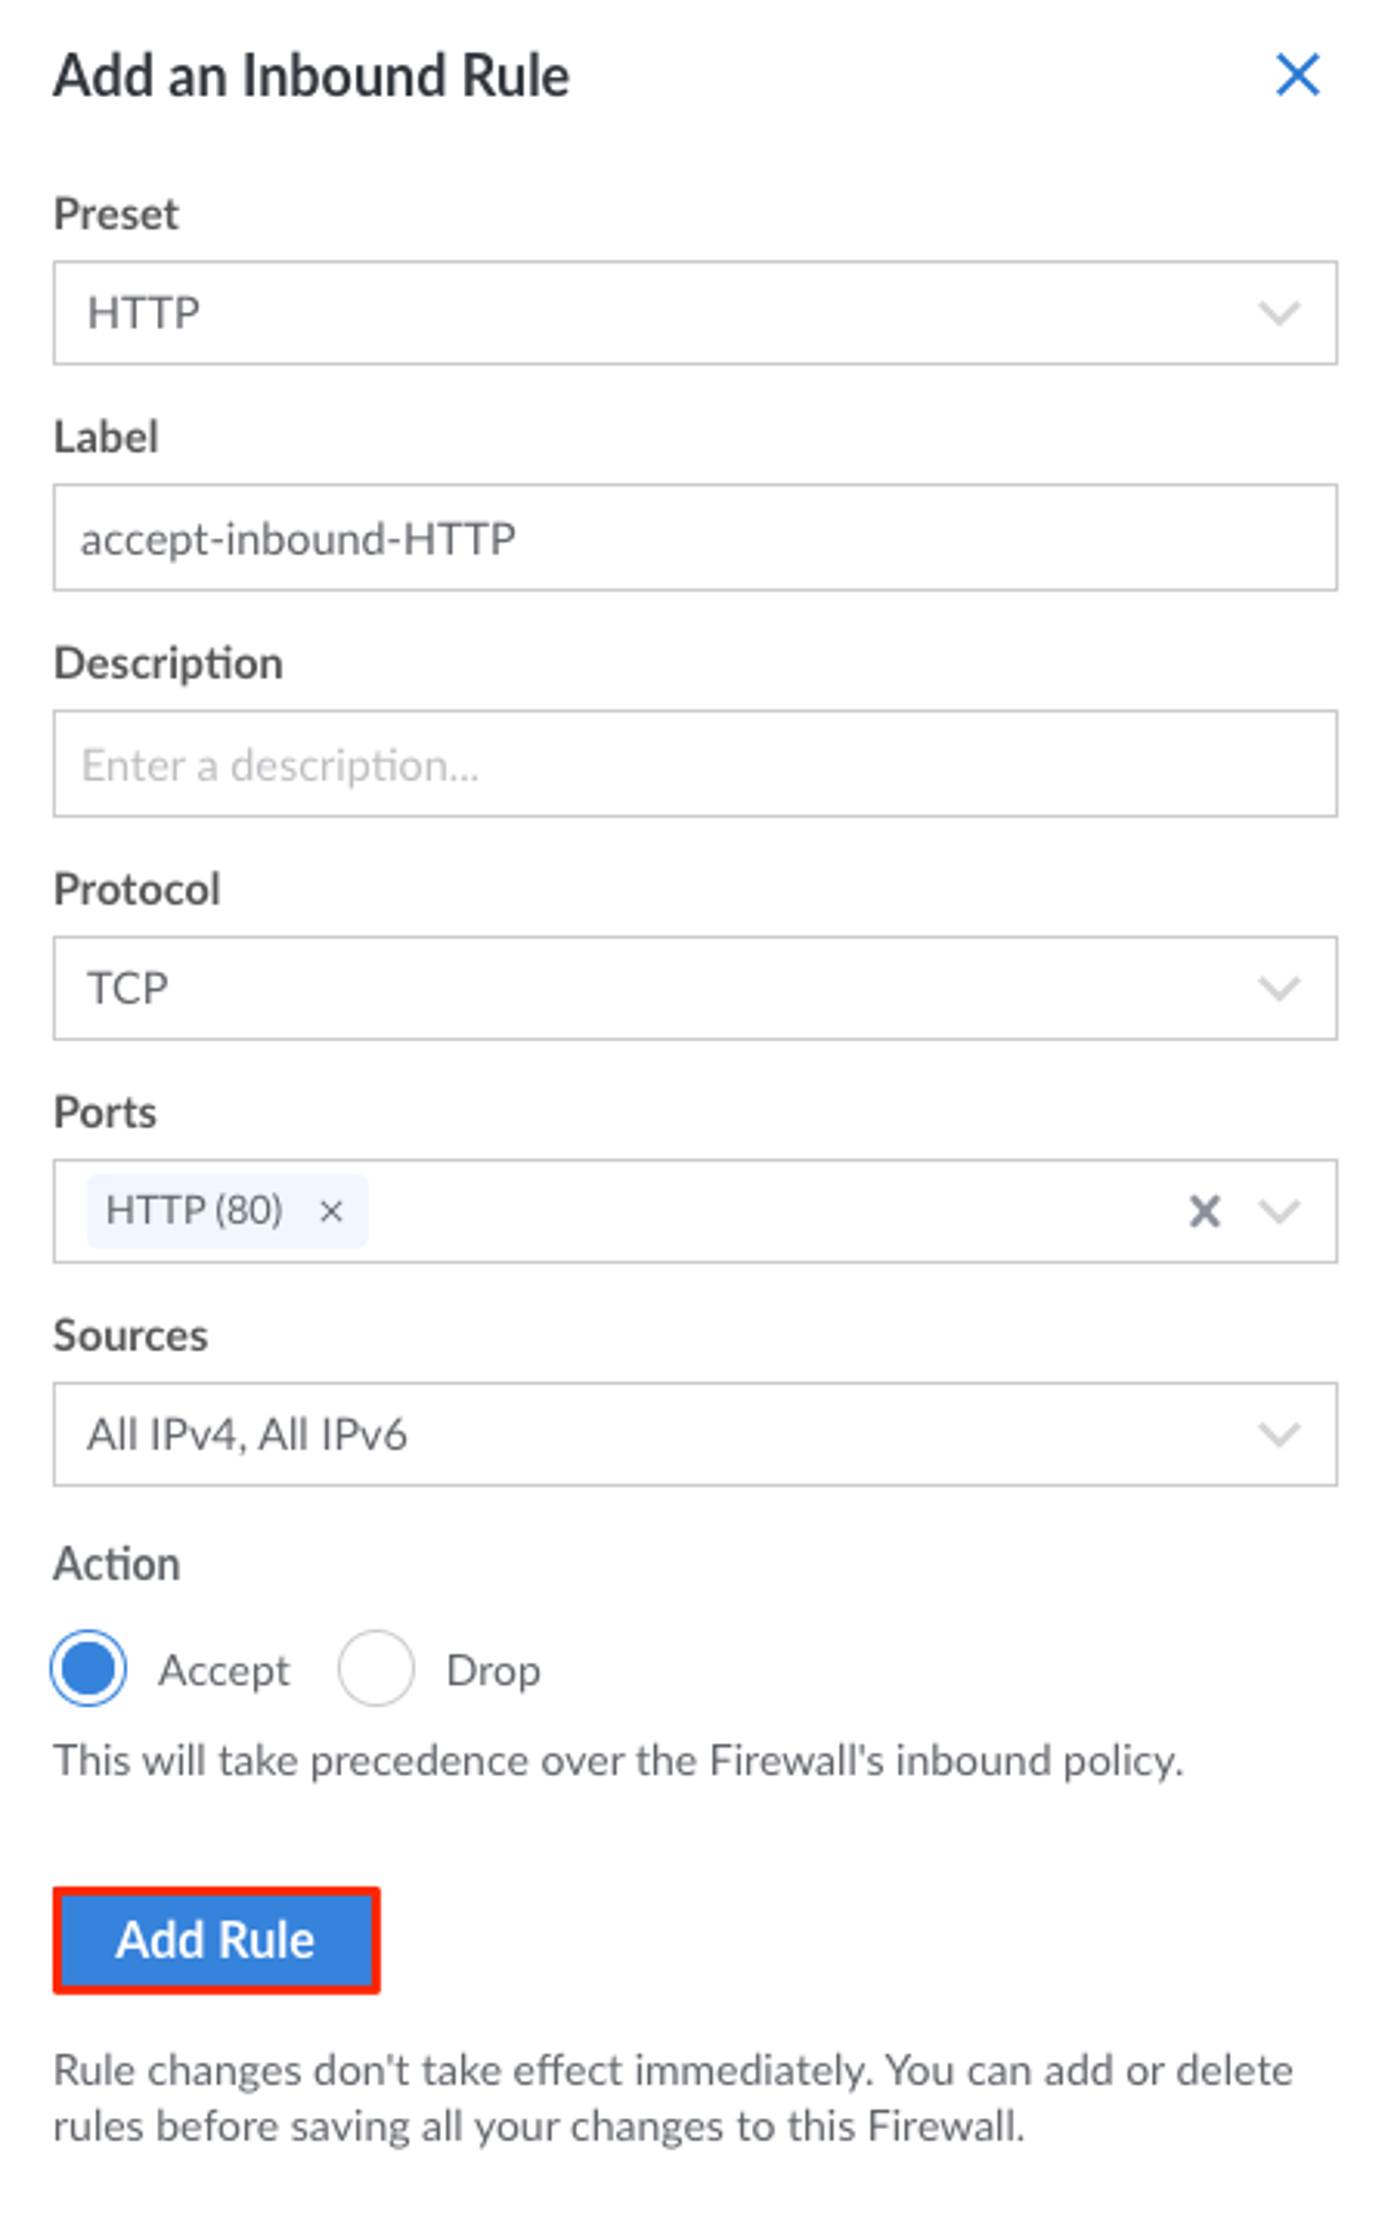 Add an Inbound Rule
Preset
HTTP
Label
accept-inbound-HTTP
Description
Enter a description...
Protocol
TCP
Ports
HTTP (80)
Sources
All IPv4, All IPv6
Action
Accept Drop
This will take precedence over the Firewall's inbound policy.
Add Rule
Rule changes don't take effect immediately. You can add or delete
rules before saving all your changes to this Firewall.